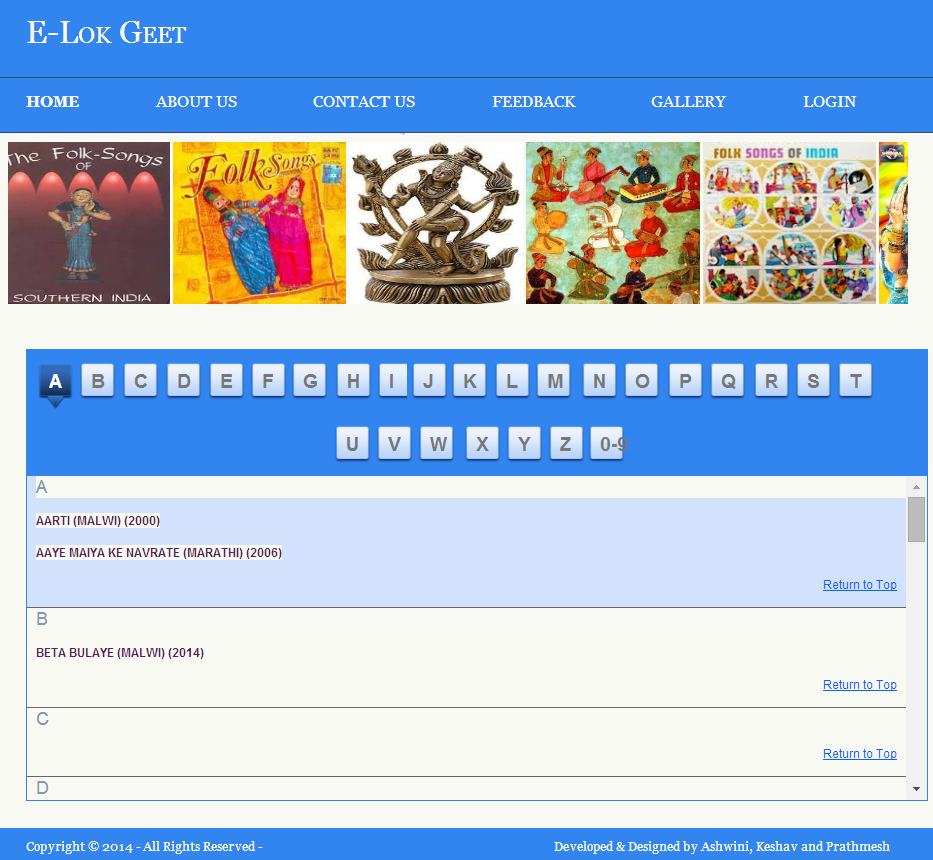 E-Lok Geet
HOME ABOUT US CONTACT US FEEDBACK GALLERY LOGIN
The Folk-Songs
OF
SOUTHERN INDIA
Folk Songs
FOLK SONGS OF INDIA
A B C D E F G H I J K L M N O P Q R S T
U V W X Y Z 0-9
A
AARTI (MALWI) (2000)
AAYE MAIYA KE NAVRATE (MARATHI) (2006)
Return to Top
B
BETA BULAYE (MALWI) (2014)
Return to Top
C
Return to Top
D
Copyright © 2014 - All Rights Reserved - Developed & Designed by Ashwini, Keshav and Prathmesh